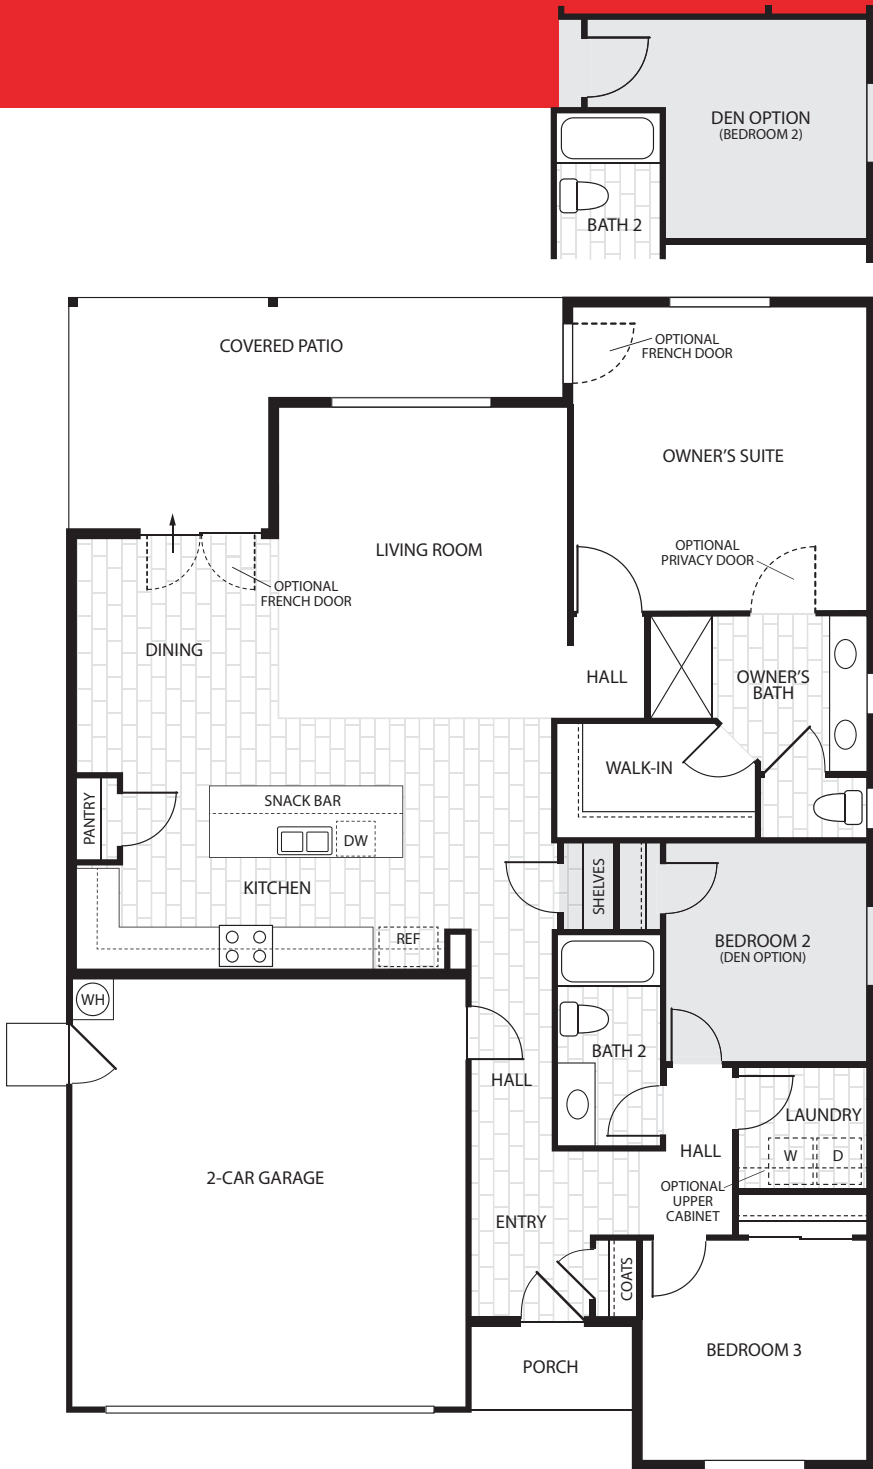 DEN OPTION
(BEDROOM 2)
BATH 2
COVERED PATIO
OPTIONAL
FRENCH DOOR
OWNER'S SUITE
LIVING ROOM
OPTIONAL
PRIVACY DOOR
OPTIONAL
FRENCH DOOR
DINING
HALL
OWNER'S
BATH
WALK-IN
PANTRY
SNACK BAR
DW
KITCHEN
SHELVES
REF
BEDROOM 2
(DEN OPTION)
WH
BATH 2
HALL
LAUNDRY
HALL
W
D
2-CAR GARAGE
OPTIONAL
UPPER
CABINET
ENTRY
COATS
BEDROOM 3
PORCH